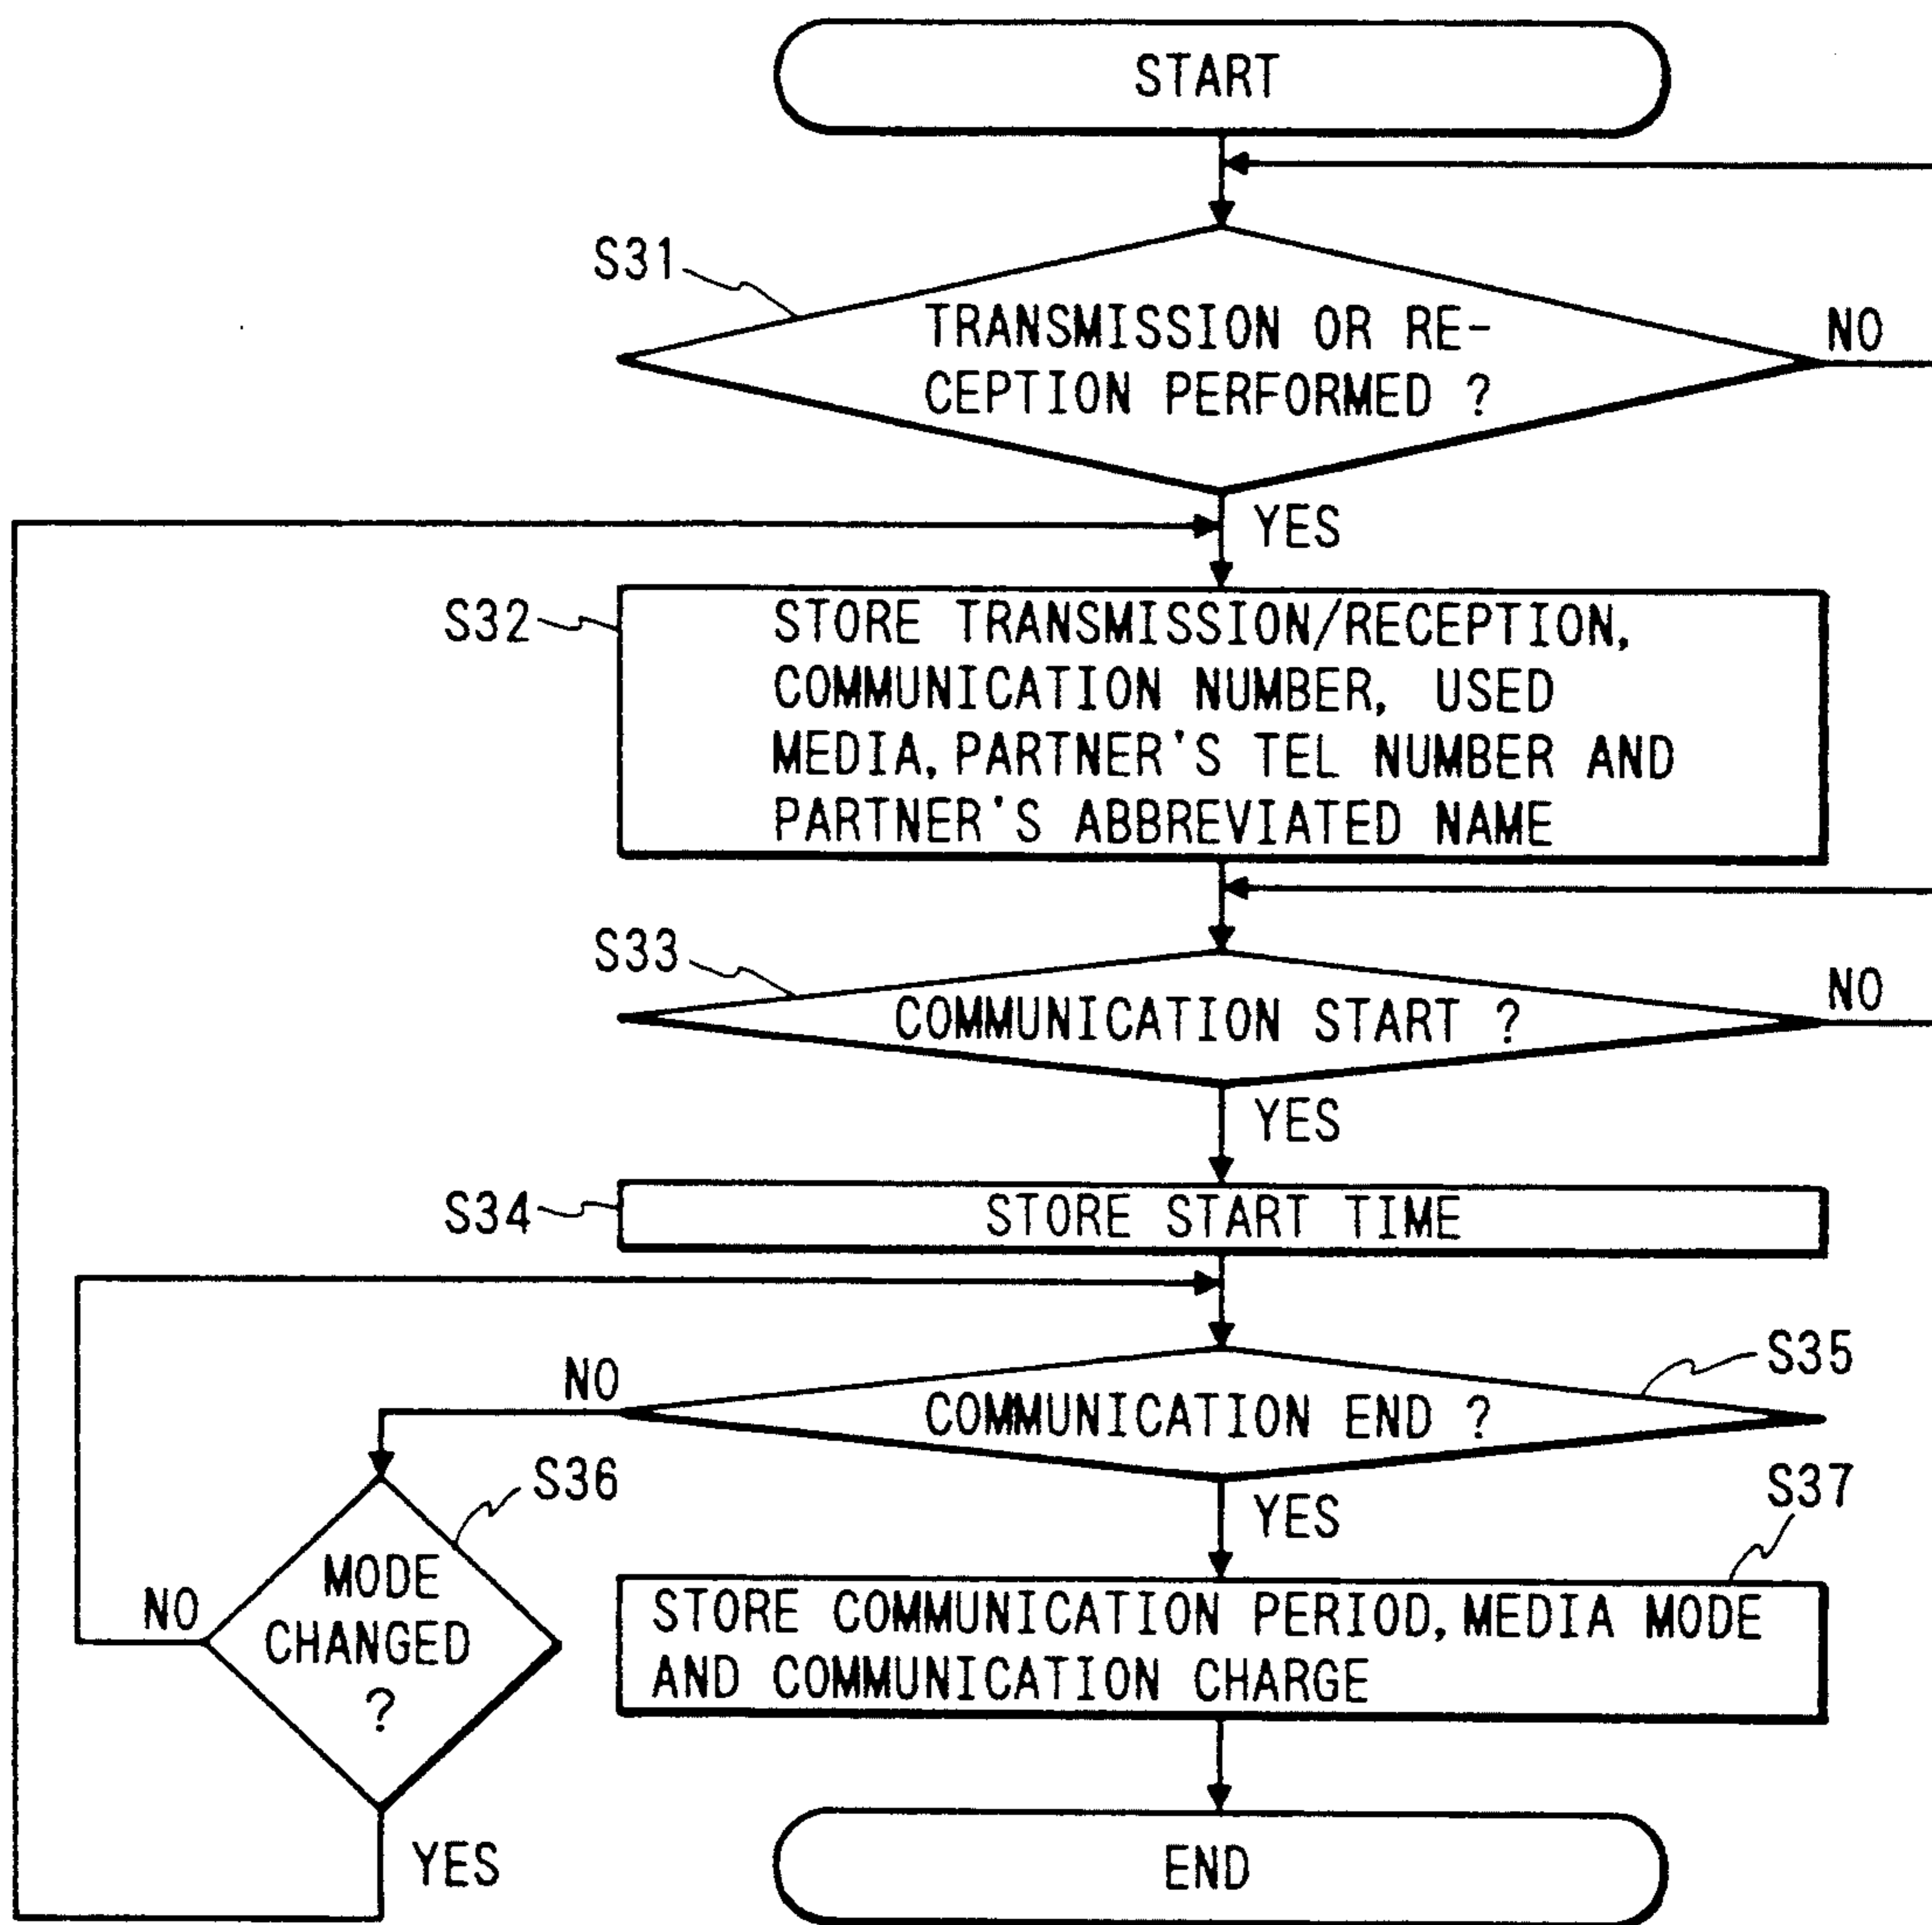 START
S31
TRANSMISSION OR RE-
CEPTION PERFORMED ?
NO
YES
S32
STORE TRANSMISSION/RECEPTION,
COMMUNICATION NUMBER, USED
MEDIA, PARTNER'S TEL NUMBER AND
PARTNER'S ABBREVIATED NAME
S33
COMMUNICATION START ?
NO
YES
S34
STORE START TIME
S35
NO
COMMUNICATION END ?
S36
YES
S37
MODE
CHANGED
?
NO
STORE COMMUNICATION PERIOD, MEDIA MODE
AND COMMUNICATION CHARGE
YES
END